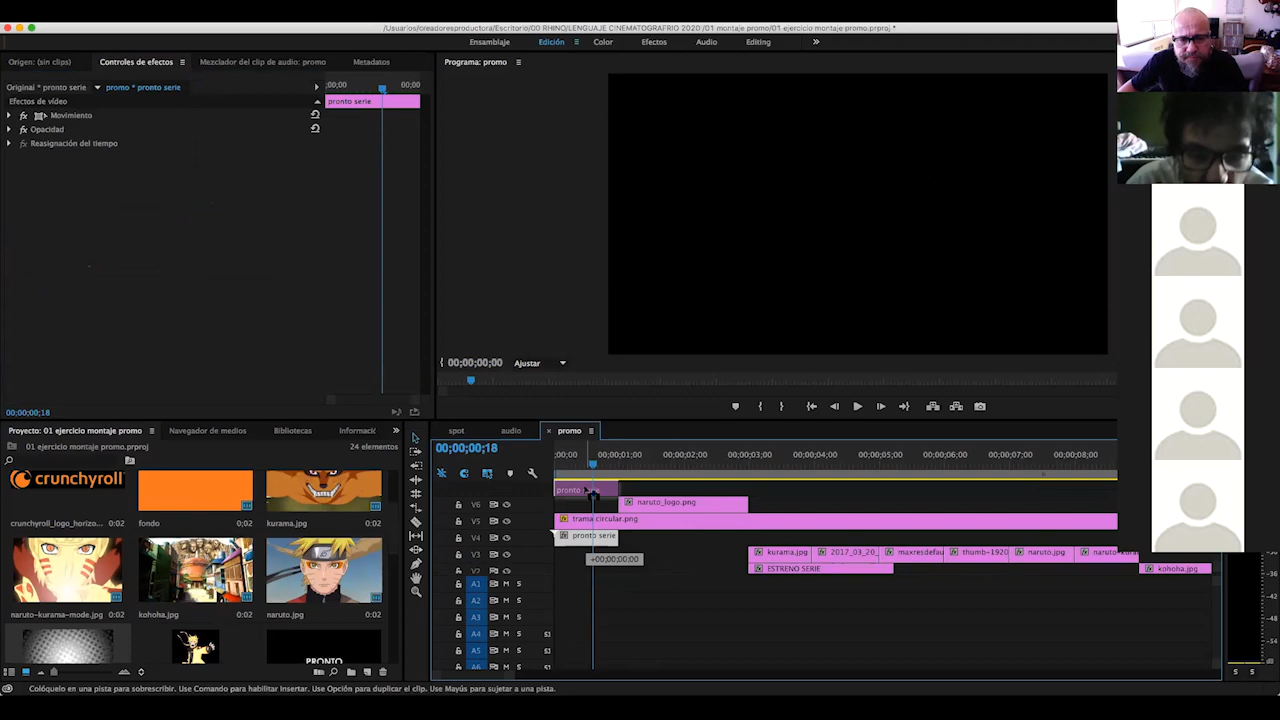 /Usuarios/creadoresproductora/Escritorio/00 RHINO/LENGUAJE CINEMATOGRAFRIO 2020 /01 montaje promo/01 ejercicio montaje promo.prproj *
Ensamblaje Edición Color Efectos Audio Editing
Origen: (sin clips) Controles de efectos Mezclador del clip de audio: promo Metadatos
Programa: promo
Original * pronto serie promo * pronto serie
;00;00 00;00
Efectos de vídeo
pronto serie
fx Movimiento
fx Opacidad
fx Reasignación del tiempo
00;00;00;00 Ajustar
00;00;00;18
Proyecto: 01 ejercicio montaje promo Navegador de medios Bibliotecas Informaci
01 ejercicio montaje promo.prproj 24 elementos
crunchyroll
crunchyroll_logo_horizo... 0:02 fondo 0:02 kurama.jpg 0:02
naruto-kurama-mode.jpg 0:02 kohoha.jpg 0:02 naruto.jpg 0:02
PRONTO
spot audio promo
00;00;00;18
;00;00 00;00;01;00 00;00;02;00 00;00;03;00 00;00;04;00 00;00;05;00 00;00;06;00 00;00;07;00 00;00;08;00
pronto
V6 naruto_logo.png
V5 trama circular.png
V4 pronto serie
V3 kurama.jpg 2017_03_20_ maxresdefau thumb-1920 naruto.jpg
+00;00;00;00
V2 ESTRENO SERIE kohoha.jpg
A1 M S
A2 M S
A3 M S
A4 M S
A5 M S
A6 M S
-36
-42
-48
-54
S S
Colóquelo en una pista para sobrescribir. Use Comando para habilitar Insertar. Use Opción para duplicar el clip. Use Mayús para sujetar a una pista.